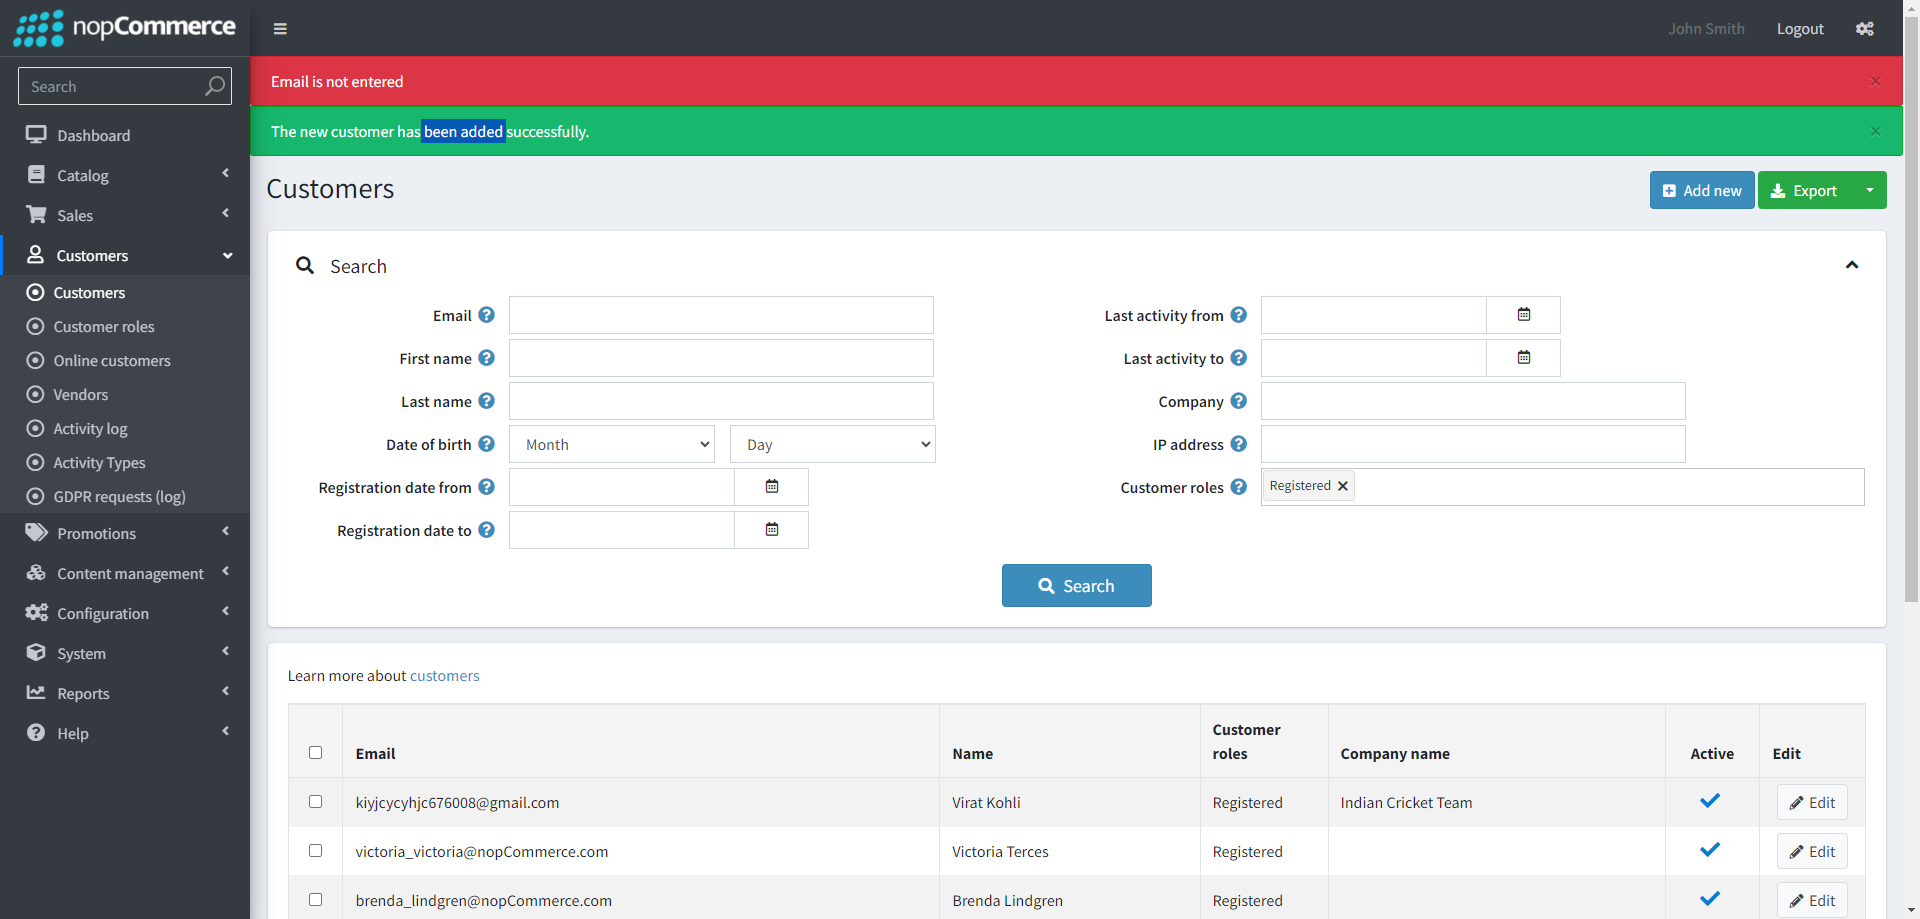 nopCommerce
John Smith Logout
Search
Email is not entered
The new customer has been added successfully.
Dashboard
Catalog
Sales
Customers
Customers
Customer roles
Online customers
Vendors
Activity log
Activity Types
GDPR requests (log)
Promotions
Content management
Configuration
System
Reports
Help
Customers
Add new Export
Search
Email
First name
Last name
Date of birth Month Day
Registration date from
Registration date to
Last activity from
Last activity to
Company
IP address
Customer roles Registered
Search
Learn more about customers
Email Name Customer roles Company name Active Edit
kiyjcycyhjc676008@gmail.com Virat Kohli Registered Indian Cricket Team Edit
victoria_victoria@nopCommerce.com Victoria Terces Registered Edit
brenda_lindgren@nopCommerce.com Brenda Lindgren Registered Edit